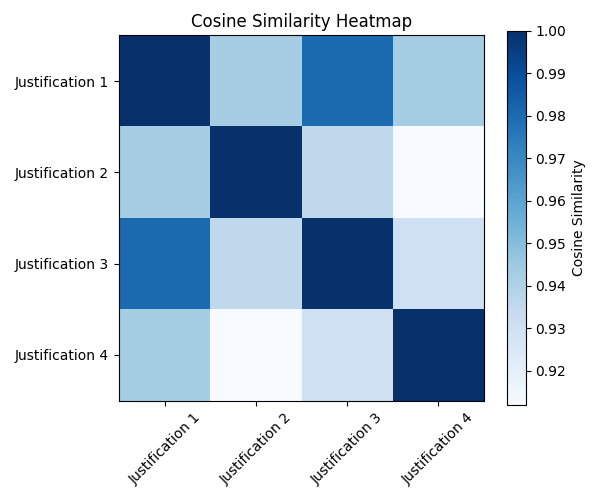 Cosine Similarity Heatmap
Justification 1
Justification 2
Justification 3
Justification 4
Justification 1
Justification 2
Justification 3
Justification 4
1.00
0.99
0.98
0.97
0.96
0.95
0.94
0.93
0.92
Cosine Similarity